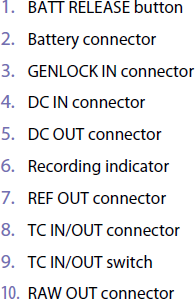 1. BATT RELEASE button
2. Battery connector
3. GENLOCK IN connector
4. DC IN connector
5. DC OUT connector
6. Recording indicator
7. REF OUT connector
8. TC IN/OUT connector
9. TC IN/OUT switch
10. RAW OUT connector